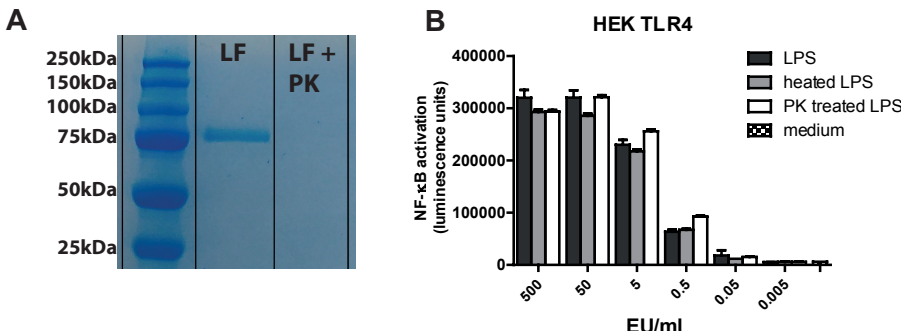 A
250kDa
150kDa
100kDa
75kDa
50kDa
25kDa
LF
LF +
PK
B
HEK TLR4
NF-κB activation
(luminescence units)
400000
300000
200000
100000
0
500
50
5
0.5
0.05
0.005
EU/ml
LPS
heated LPS
PK treated LPS
medium